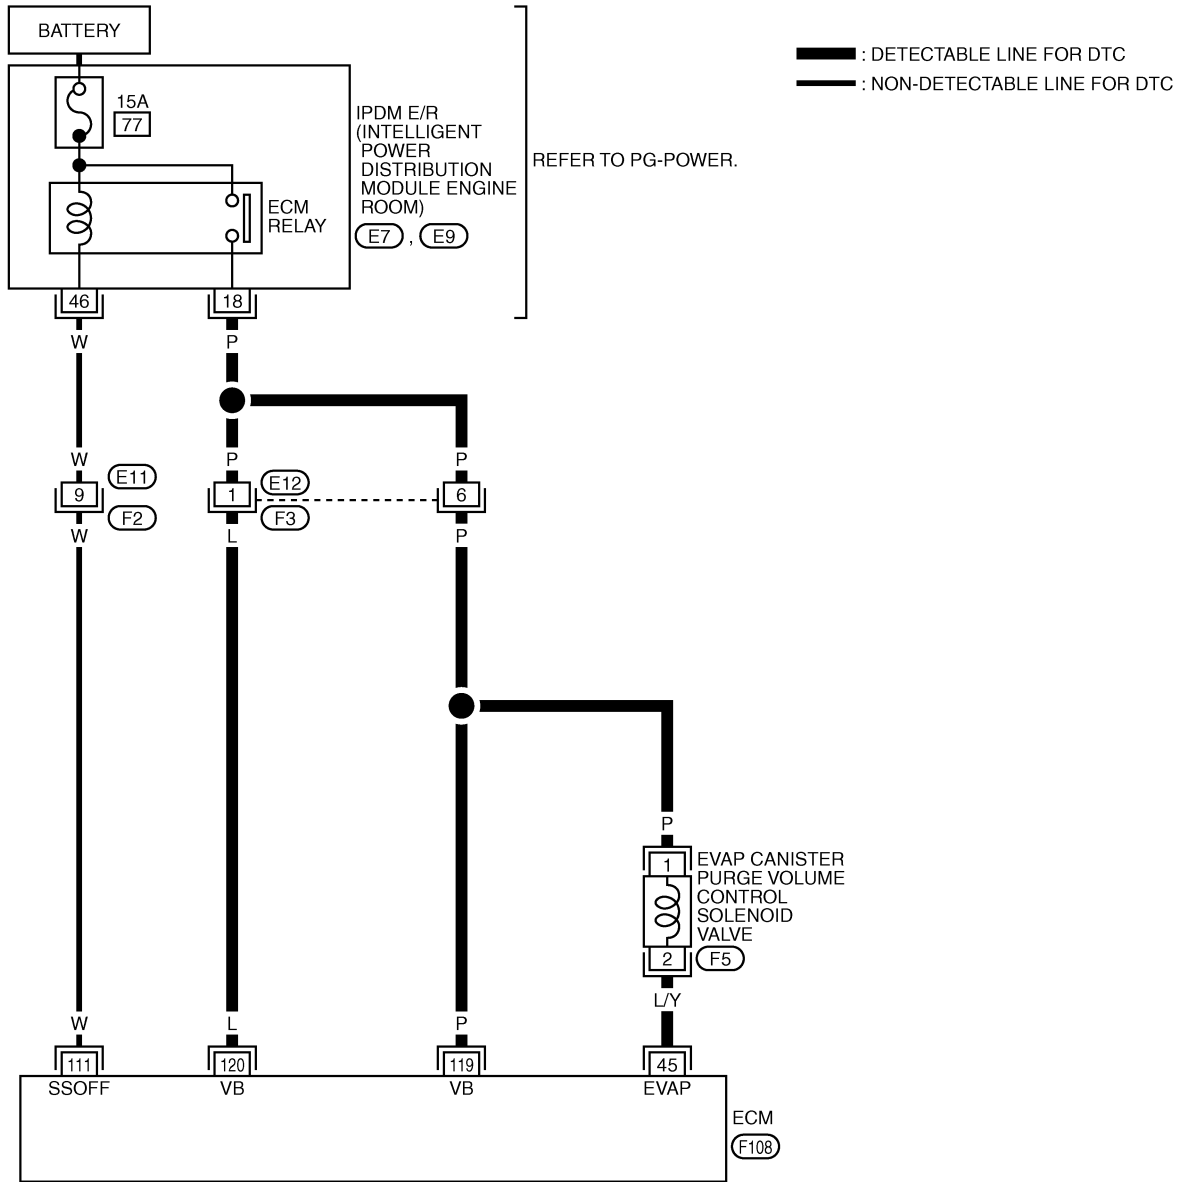 BATTERY
: DETECTABLE LINE FOR DTC
: NON-DETECTABLE LINE FOR DTC
15A
77
IPDM E/R
(INTELLIGENT
POWER
DISTRIBUTION
MODULE ENGINE
ROOM)
E7 , E9
REFER TO PG-POWER.
ECM
RELAY
46 18
W P
W P P
9 E11 1 E12 6
F2 F3
W L P
P
1
EVAP CANISTER
PURGE VOLUME
CONTROL
SOLENOID
VALVE
2 F5
L/Y
W L P
111 120 119 45
SSOFF VB VB EVAP
ECM
F108